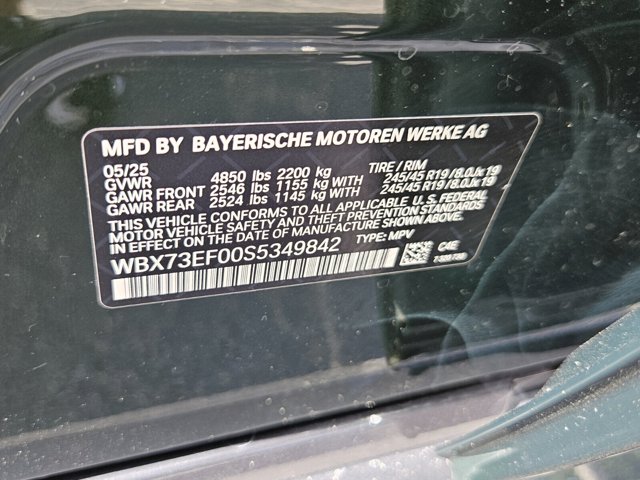 MFD BY BAYERISCHE MOTOREN WERKE AG
05/25
GVWR 4850 lbs 2200 kg TIRE / RIM
GAWR FRONT 2546 lbs 1155 kg WITH 245/45 R19 / 8.0Jx19
GAWR REAR 2524 lbs 1145 kg WITH 245/45 R19 / 8.0Jx19
THIS VEHICLE CONFORMS TO ALL APPLICABLE U. S. FEDERAL
MOTOR VEHICLE SAFETY AND THEFT PREVENTION STANDARDS
IN EFFECT ON THE DATE OF MANUFACTURE SHOWN ABOVE.
WBX73EF00S5349842 TYPE: MPV
C4E